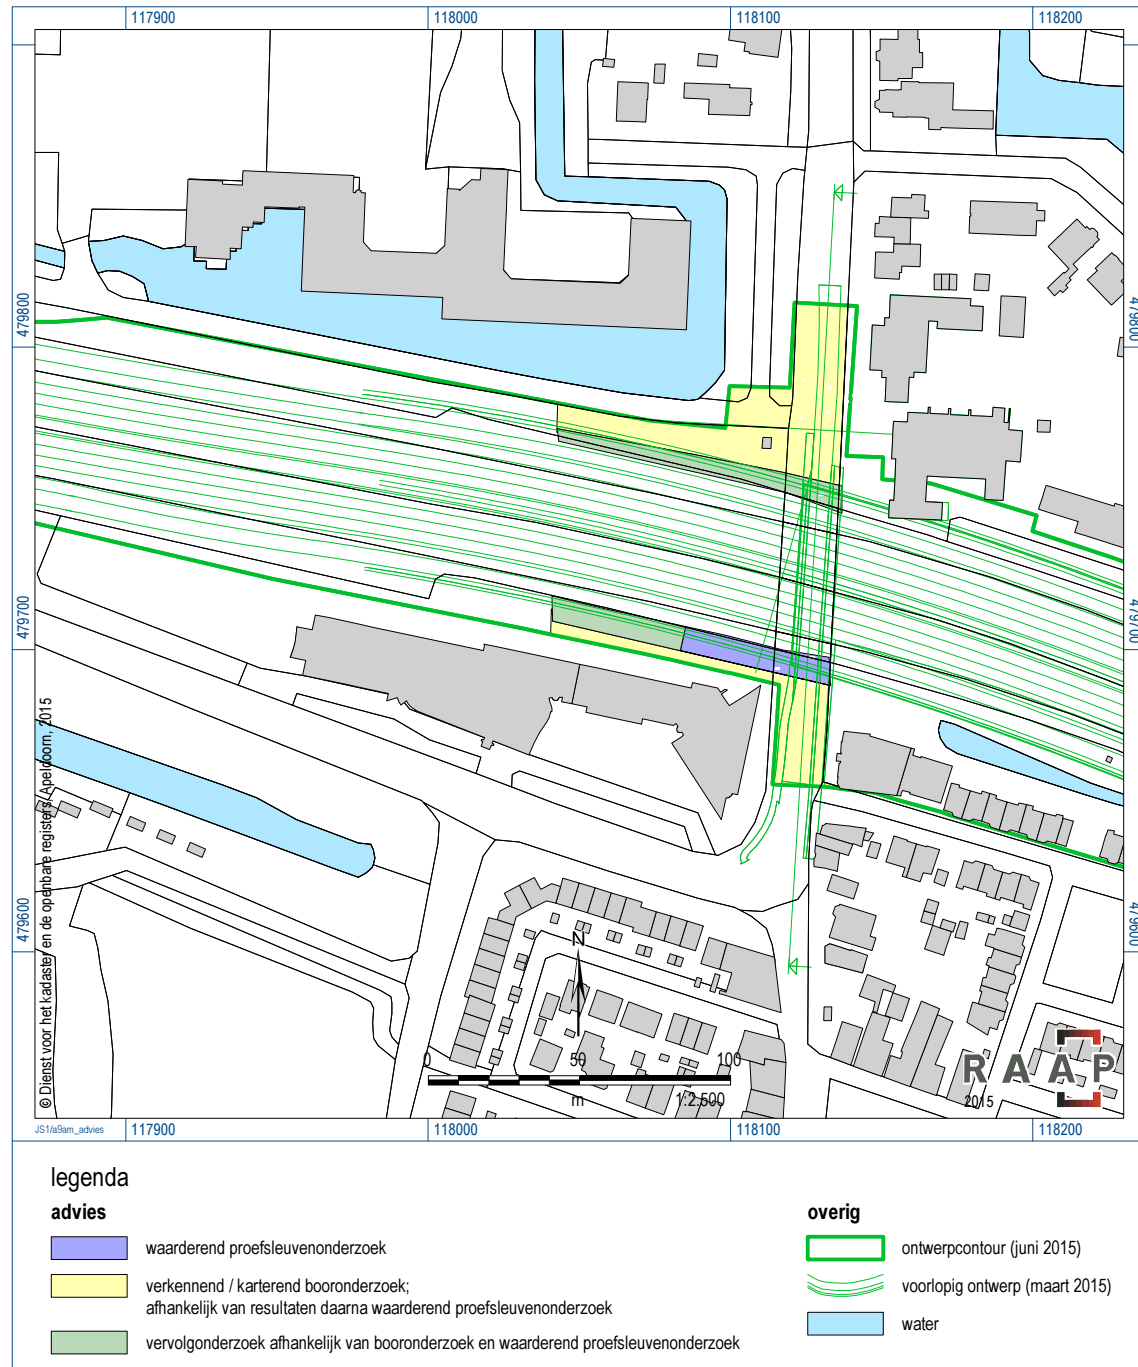 117900
118000
118100
118200
479800
479800
479700
479700
479600
479600
© Dienst voor het kadaster en de openbare registers, Apeldoorn, 2015
N
0
50
100
m
1:2.500
RAAP
2015
JS1/a9am_advies
117900
118000
118100
118200
legenda
advies
waarderend proefsleuvenonderzoek
verkennend / karterend booronderzoek;
afhankelijk van resultaten daarna waarderend proefsleuvenonderzoek
vervolgonderzoek afhankelijk van booronderzoek en waarderend proefsleuvenonderzoek
overig
ontwerpcontour (juni 2015)
voorlopig ontwerp (maart 2015)
water